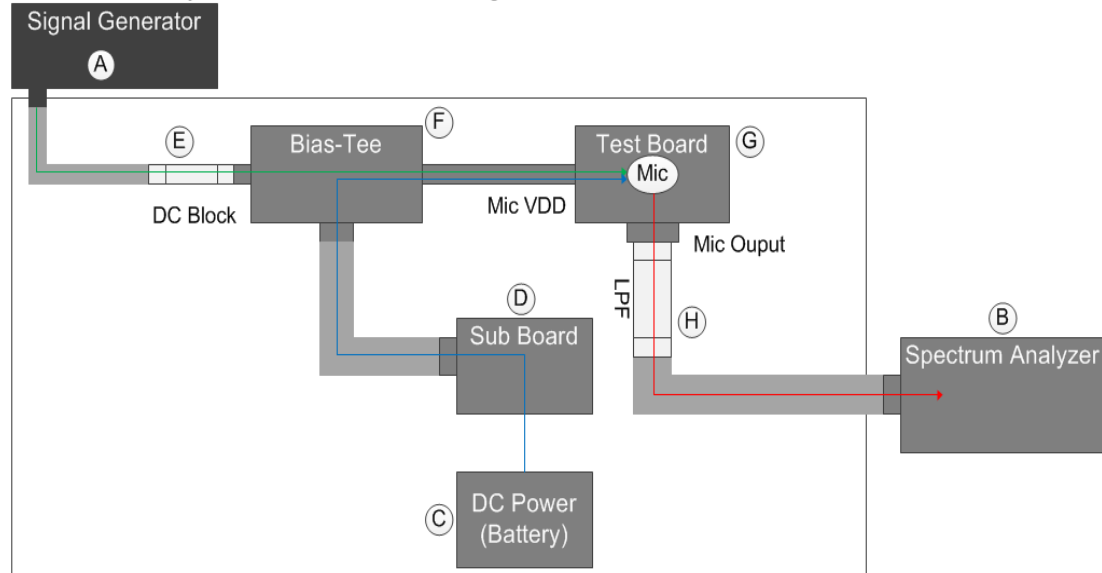 Signal Generator
A
E
F
Bias-Tee
Test Board
G
Mic
DC Block
Mic VDD
Mic Ouput
LPF
H
D
Sub Board
B
Spectrum Analyzer
C
DC Power
(Battery)